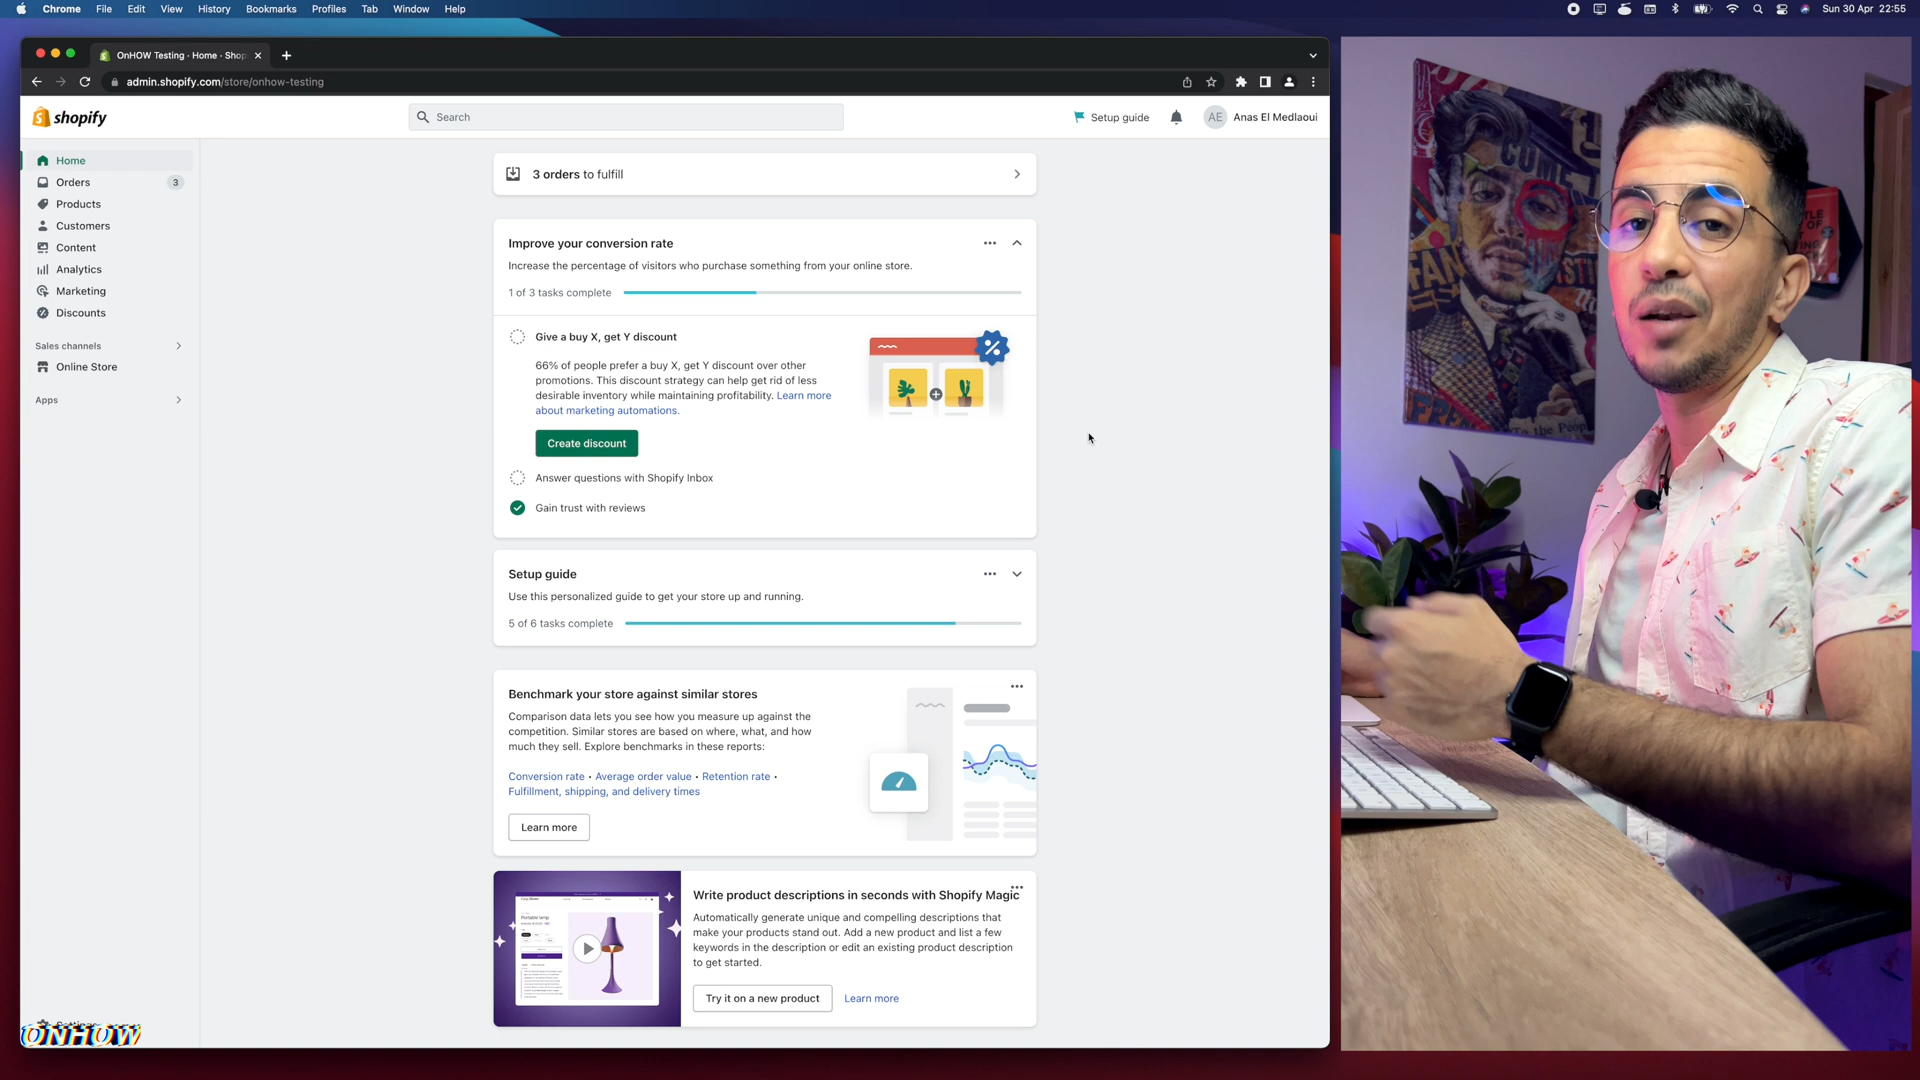 Chrome File Edit View History Bookmarks Profiles Tab Window Help
Sun 30 Apr 22:55
OnHOW Testing · Home · Shop
admin.shopify.com/store/onhow-testing
shopify
Search
Setup guide
AE
Anas El Medlaoui
Home
Orders
3
Products
Customers
Content
Analytics
Marketing
Discounts
Sales channels
Online Store
Apps
3 orders to fulfill
Improve your conversion rate
Increase the percentage of visitors who purchase something from your online store.
1 of 3 tasks complete
Give a buy X, get Y discount
66% of people prefer a buy X, get Y discount over other
promotions. This discount strategy can help get rid of less
desirable inventory while maintaining profitability. Learn more
about marketing automations.
Create discount
Answer questions with Shopify Inbox
Gain trust with reviews
Setup guide
Use this personalized guide to get your store up and running.
5 of 6 tasks complete
Benchmark your store against similar stores
Comparison data lets you see how you measure up against the
competition. Similar stores are based on where, what, and how
much they sell. Explore benchmarks in these reports:
Conversion rate • Average order value • Retention rate •
Fulfillment, shipping, and delivery times
Learn more
Portable lamp
Write product descriptions in seconds with Shopify Magic
Automatically generate unique and compelling descriptions that
make your products stand out. Add a new product and list a few
keywords in the description or edit an existing product description
to get started.
Try it on a new product
Learn more
ONHOW
To the People